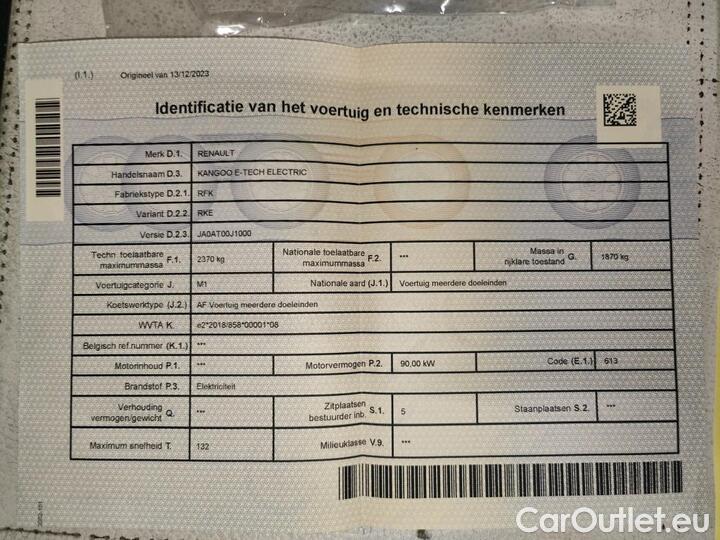 (I.1.) Origineel van 13/12/2023
Identificatie van het voertuig en technische kenmerken
Merk D.1. RENAULT
Handelsnaam D.3. KANGOO E-TECH ELECTRIC
Fabriekstype D.2.1. RFK
Variant D.2.2. RKE
Versie D.2.3. JA0AT00J1000
Techn toelaatbare maximummassa F.1. 2370 kg Nationale toelaatbare maximummassa F.2. *** Massa in rijklare toestand G. 1870 kg
Voertuigcategorie J. M1 Nationale aard (J.1.) Voertuig meerdere doeleinden
Koetswerktype (J.2.) AF Voertuig meerdere doeleinden
WVTA K. e2*2018/858*00001*08
Belgisch ref.nummer (K.1.) ***
Motorinhoud P.1. *** Motorvermogen P.2. 90,00 kW Code (E.1.) 613
Brandstof P.3. Elektriciteit
Verhouding vermogen/gewicht Q. *** Zitplaatsen bestuurder inb. S.1. 5 Staanplaatsen S.2. ***
Maximum snelheid T. 132 Milieuklasse V.9. ***
CarOutlet.eu